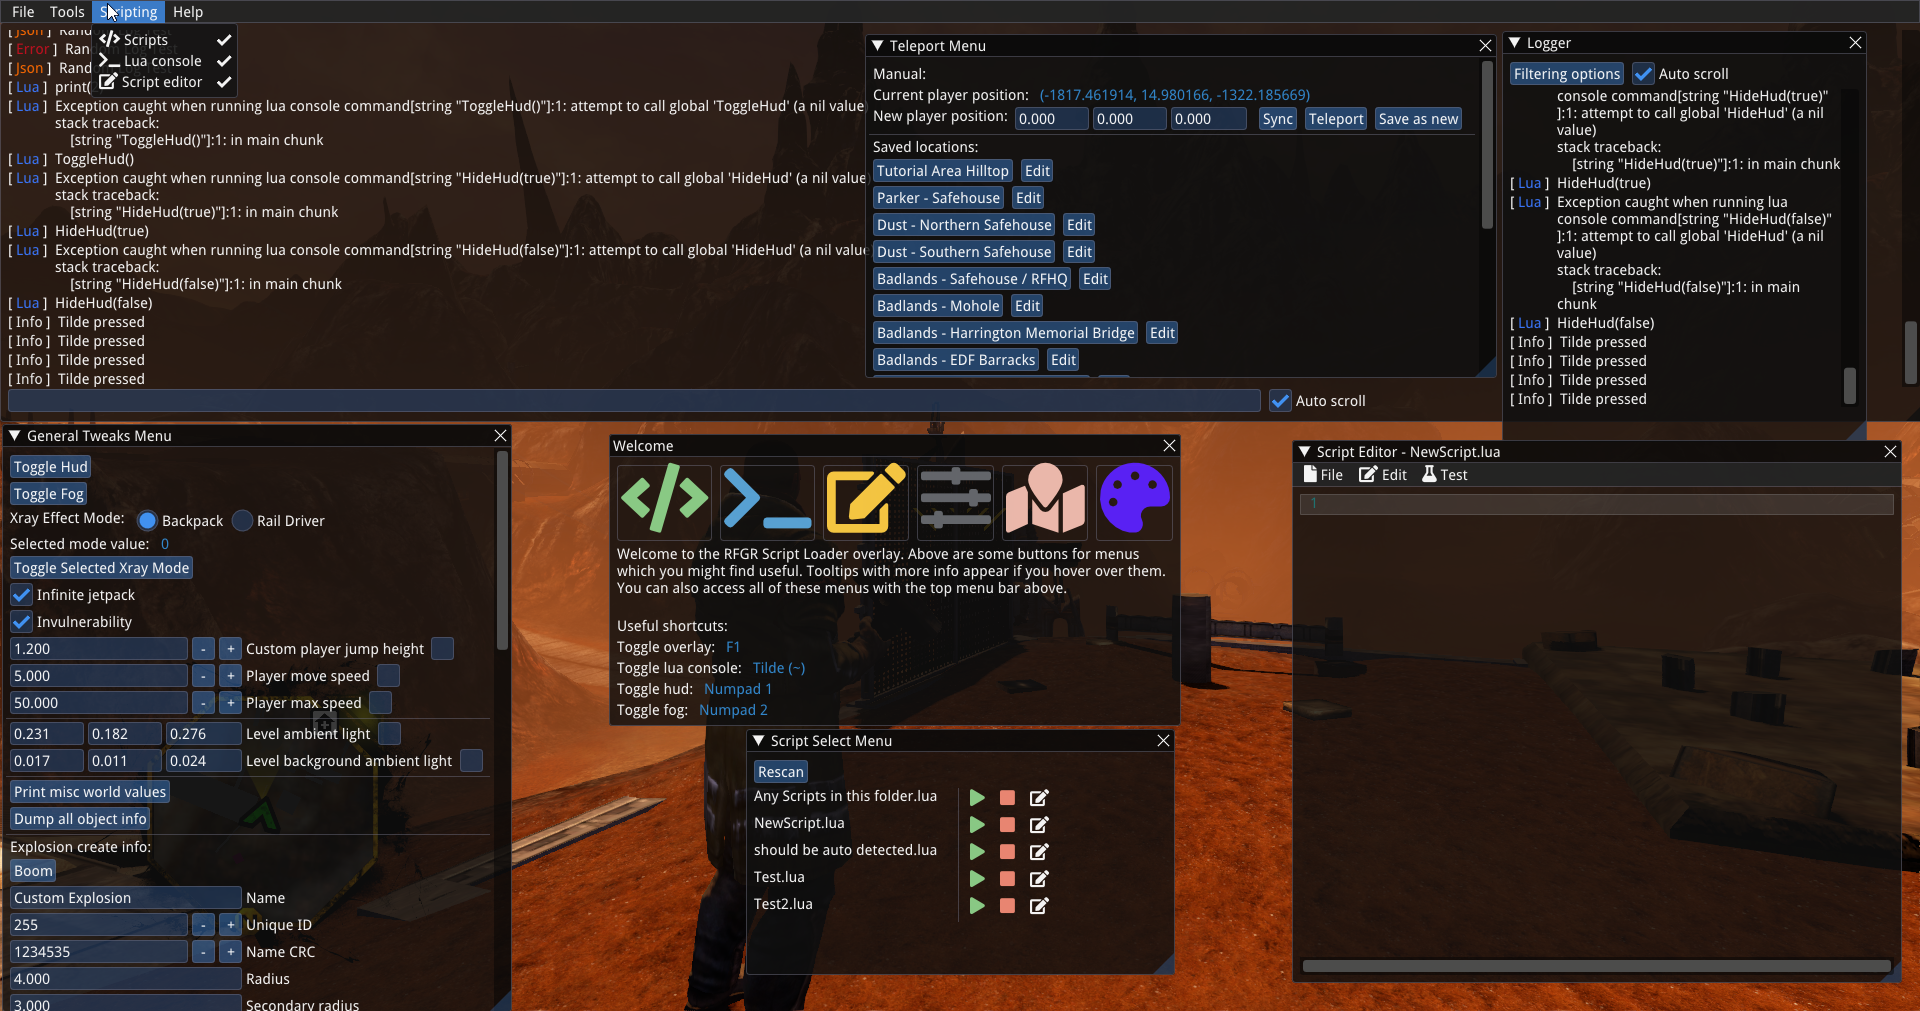 File Tools Scripting Help
Scripts
Lua console
Script editor
[ Json ] Random Log Test
[ Error ] Random Log Test
[ Json ] Rand
[ Lua ] print(
[ Lua ] Exception caught when running lua console command[string "ToggleHud()"]:1: attempt to call global 'ToggleHud' (a nil value
stack traceback:
[string "ToggleHud()"]:1: in main chunk
[ Lua ] ToggleHud()
[ Lua ] Exception caught when running lua console command[string "HideHud(true)"]:1: attempt to call global 'HideHud' (a nil value
stack traceback:
[string "HideHud(true)"]:1: in main chunk
[ Lua ] HideHud(true)
[ Lua ] Exception caught when running lua console command[string "HideHud(false)"]:1: attempt to call global 'HideHud' (a nil value
stack traceback:
[string "HideHud(false)"]:1: in main chunk
[ Lua ] HideHud(false)
[ Info ] Tilde pressed
[ Info ] Tilde pressed
[ Info ] Tilde pressed
[ Info ] Tilde pressed
Auto scroll
Teleport Menu
Manual:
Current player position: (-1817.461914, 14.980166, -1322.185669)
New player position: 0.000 0.000 0.000 Sync Teleport Save as new
Saved locations:
Tutorial Area Hilltop Edit
Parker - Safehouse Edit
Dust - Northern Safehouse Edit
Dust - Southern Safehouse Edit
Badlands - Safehouse / RFHQ Edit
Badlands - Mohole Edit
Badlands - Harrington Memorial Bridge Edit
Badlands - EDF Barracks Edit
Logger
Filtering options Auto scroll
console command[string "HideHud(true)"
]:1: attempt to call global 'HideHud' (a nil
value)
stack traceback:
[string "HideHud(true)"]:1: in main chunk
[ Lua ] HideHud(true)
[ Lua ] Exception caught when running lua
console command[string "HideHud(false)"
]:1: attempt to call global 'HideHud' (a nil
value)
stack traceback:
[string "HideHud(false)"]:1: in main
chunk
[ Lua ] HideHud(false)
[ Info ] Tilde pressed
[ Info ] Tilde pressed
[ Info ] Tilde pressed
[ Info ] Tilde pressed
General Tweaks Menu
Toggle Hud
Toggle Fog
Xray Effect Mode: Backpack Rail Driver
Selected mode value: 0
Toggle Selected Xray Mode
Infinite jetpack
Invulnerability
1.200 - + Custom player jump height
5.000 - + Player move speed
50.000 - + Player max speed
0.231 0.182 0.276 Level ambient light
0.017 0.011 0.024 Level background ambient light
Print misc world values
Dump all object info
Explosion create info:
Boom
Custom Explosion Name
255 - + Unique ID
1234535 - + Name CRC
4.000 Radius
3.000 Secondary radius
Welcome
Welcome to the RFGR Script Loader overlay. Above are some buttons for menus
which you might find useful. Tooltips with more info appear if you hover over them.
You can also access all of these menus with the top menu bar above.
Useful shortcuts:
Toggle overlay: F1
Toggle lua console: Tilde (~)
Toggle hud: Numpad 1
Toggle fog: Numpad 2
Script Select Menu
Rescan
Any Scripts in this folder.lua
NewScript.lua
should be auto detected.lua
Test.lua
Test2.lua
Script Editor - NewScript.lua
File Edit Test
1